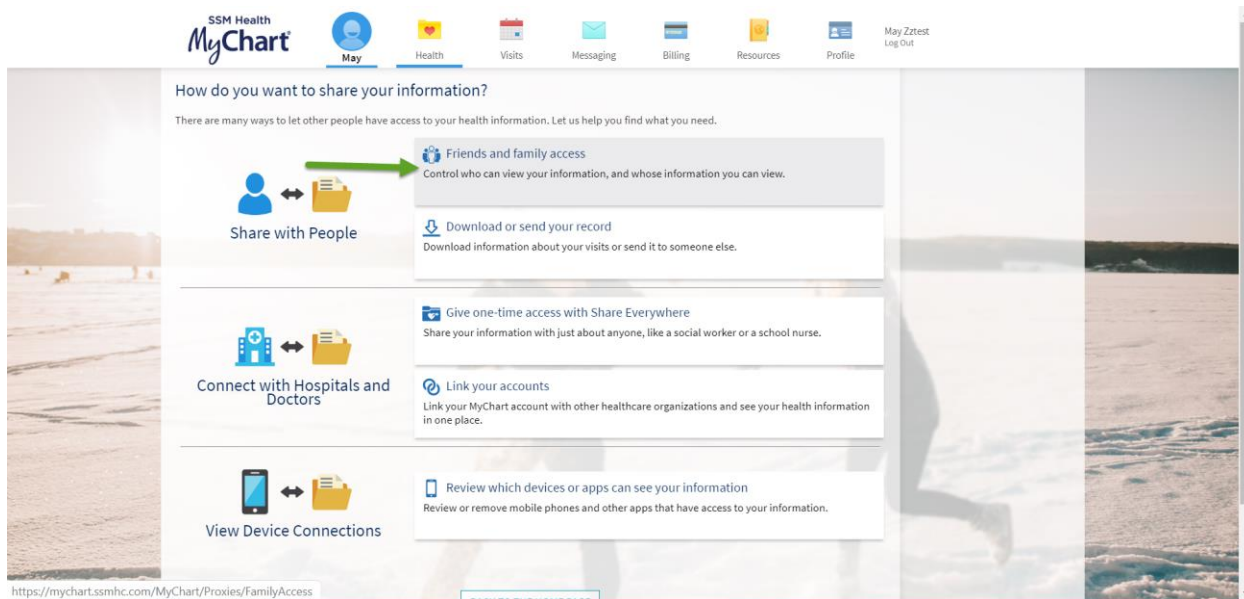 SSM Health
MyChart
May
Health
Visits
Messaging
Billing
Resources
Profile
May Zztest
Log Out
How do you want to share your information?
There are many ways to let other people have access to your health information. Let us help you find what you need.
Share with People
Friends and family access
Control who can view your information, and whose information you can view.
Download or send your record
Download information about your visits or send it to someone else.
Connect with Hospitals and
Doctors
Give one-time access with Share Everywhere
Share your information with just about anyone, like a social worker or a school nurse.
Link your accounts
Link your MyChart account with other healthcare organizations and see your health information
in one place.
View Device Connections
Review which devices or apps can see your information
Review or remove mobile phones and other apps that have access to your information.
https://mychart.ssmhc.com/MyChart/Proxies/FamilyAccess